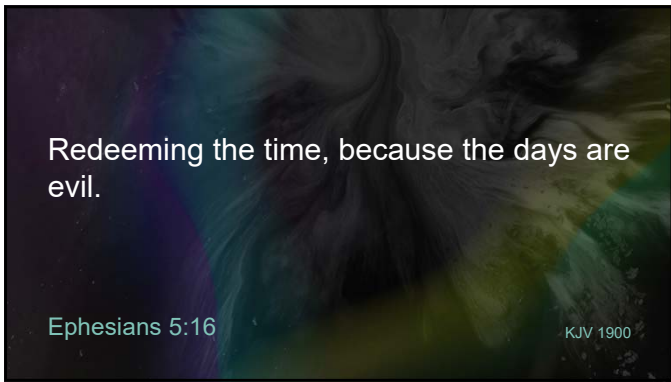 Redeeming the time, because the days are
evil.
Ephesians 5:16
KJV 1900